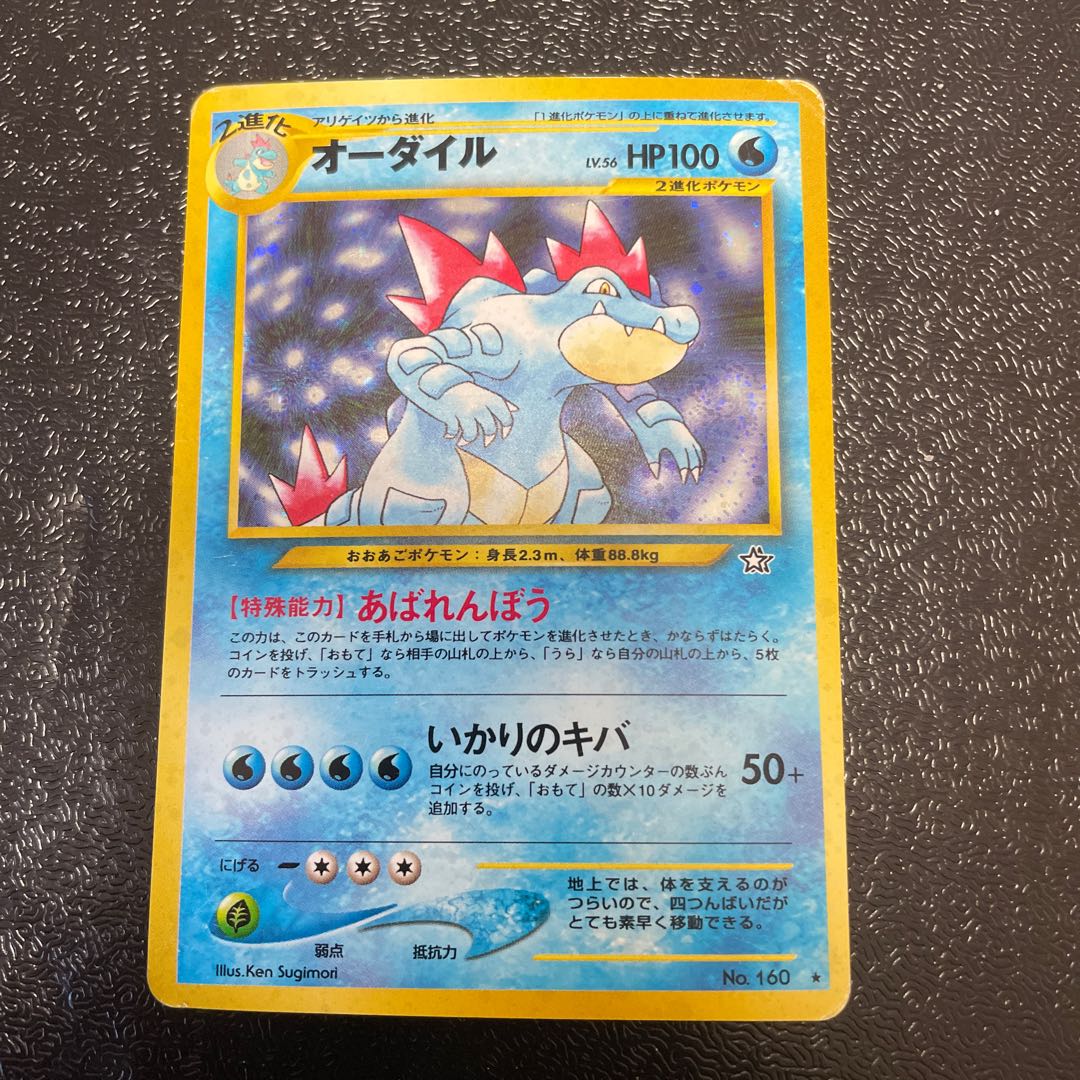 2進化
アリゲイツから進化
「1進化ポケモン」の上に重ねて進化させます。
オーダイル
LV.56 HP100
2進化ポケモン
おおあごポケモン：身長2.3m、体重88.8kg
【特殊能力】あばれんぼう
この力は、このカードを手札から場に出してポケモンを進化させたとき、かならずはたらく。
コインを投げ、「おもて」なら相手の山札の上から、「うら」なら自分の山札の上から、5枚
のカードをトラッシュする。
いかりのキバ
自分にのっているダメージカウンターの数ぶん
コインを投げ、「おもて」の数×10ダメージを
追加する。
50+
にげる
地上では、体を支えるのが
つらいので、四つんばいだが
とても素早く移動できる。
弱点
抵抗力
Illus.Ken Sugimori
No. 160 ★